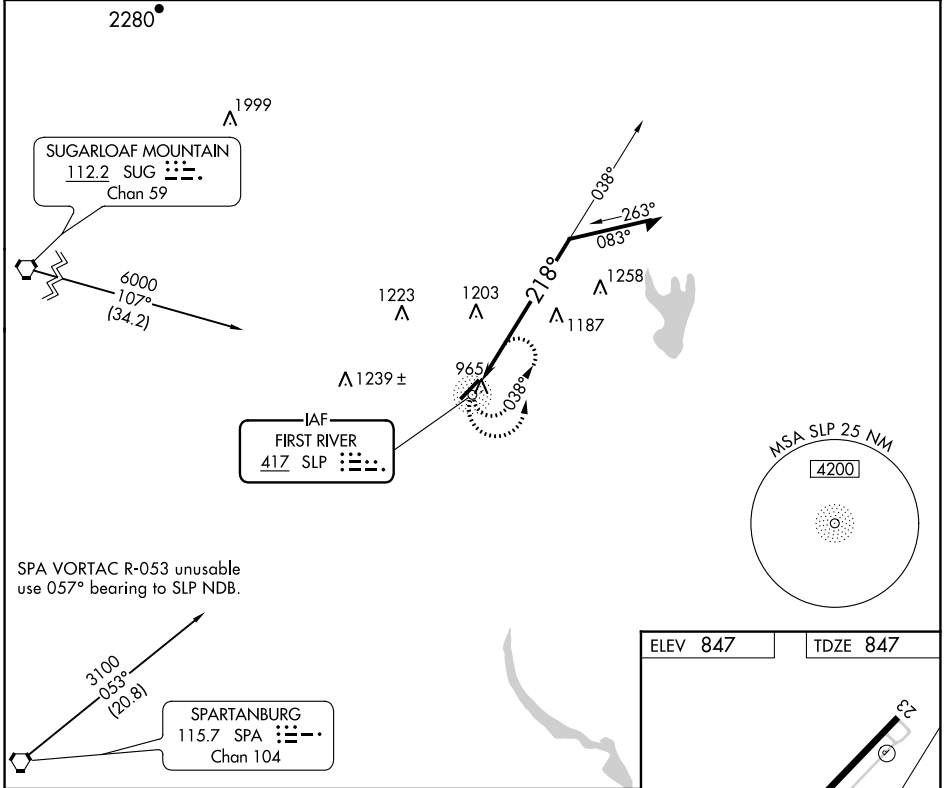 2280
1999
SUGARLOAF MOUNTAIN
112.2 SUG
Chan 59
6000
107°
(34.2)
038°
263°
083°
218°
1258
1223
1203
1187
1239 ±
965
038°
IAF
FIRST RIVER
417 SLP
MSA SLP 25 NM
4200
SPA VORTAC R-053 unusable
use 057° bearing to SLP NDB.
3100
053°
(20.8)
SPARTANBURG
115.7 SPA
Chan 104
ELEV 847
TDZE 847
23
P